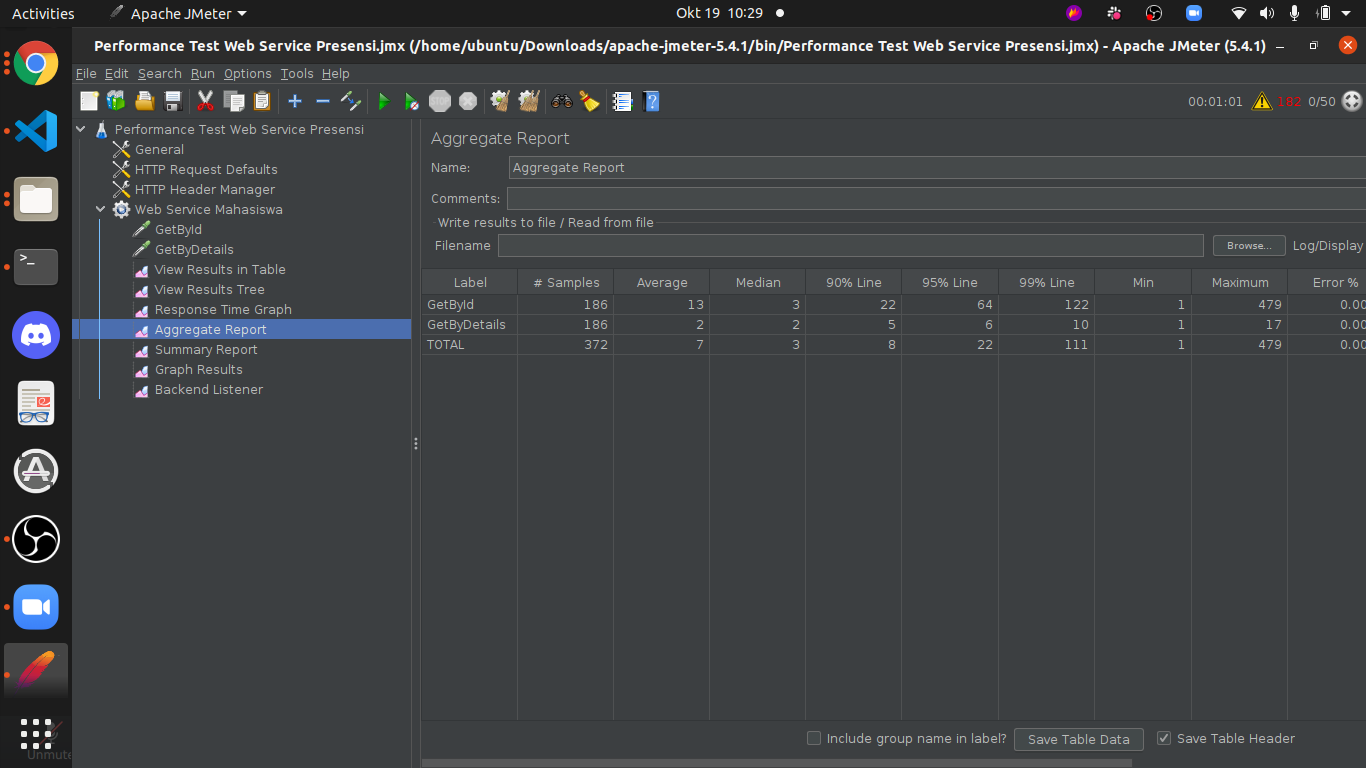 Activities Apache JMeter Okt 19 10:29
Performance Test Web Service Presensi.jmx (/home/ubuntu/Downloads/apache-jmeter-5.4.1/bin/Performance Test Web Service Presensi.jmx) - Apache JMeter (5.4.1)
File Edit Search Run Options Tools Help
00:01:01 182 0/50
Performance Test Web Service Presensi
General
HTTP Request Defaults
HTTP Header Manager
Web Service Mahasiswa
GetById
GetByDetails
View Results in Table
View Results Tree
Response Time Graph
Aggregate Report
Summary Report
Graph Results
Backend Listener
Aggregate Report
Name: Aggregate Report
Comments:
Write results to file / Read from file
Filename Browse... Log/Display
Label # Samples Average Median 90% Line 95% Line 99% Line Min Maximum Error %
GetById 186 13 3 22 64 122 1 479 0.00
GetByDetails 186 2 2 5 6 10 1 17 0.00
TOTAL 372 7 3 8 22 111 1 479 0.00
Include group name in label? Save Table Data Save Table Header
Unmute